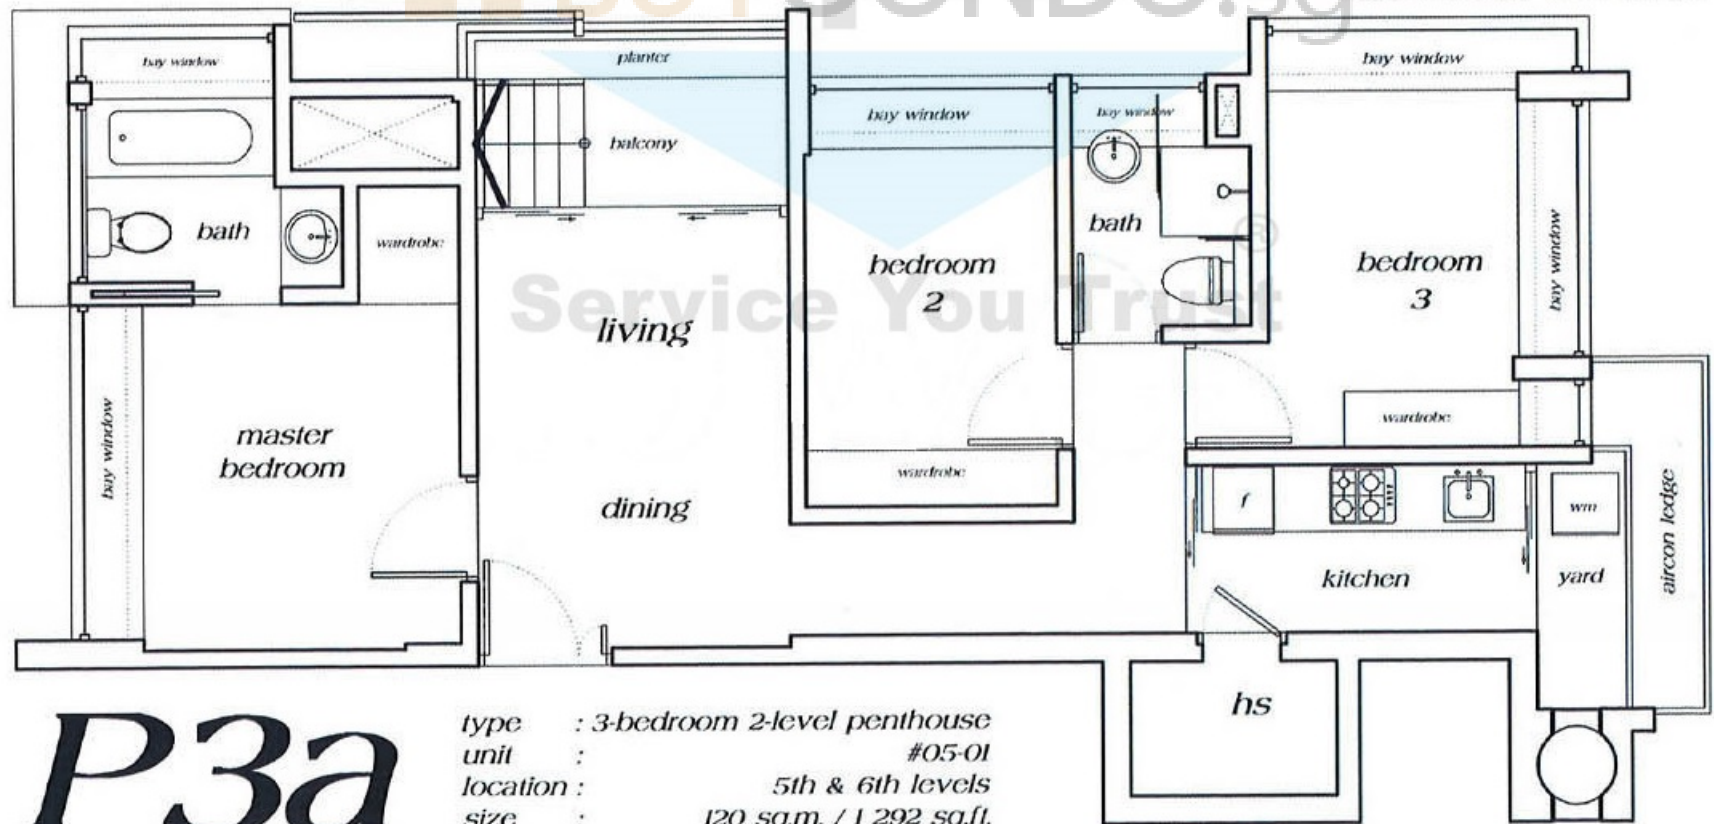 bay window
planter
bay window
bay window
bay window
bay window
balcony
bath
wardrobe
bath
bedroom
2
bedroom
3
Service You Trust
®
living
bay window
master
bedroom
bay window
wardrobe
wardrobe
dining
f
wm
kitchen
yard
aircon ledge
hs
P3a
type : 3-bedroom 2-level penthouse
unit : #05-01
location : 5th & 6th levels
size : 120 sq.m. / 1 292 sq.ft.